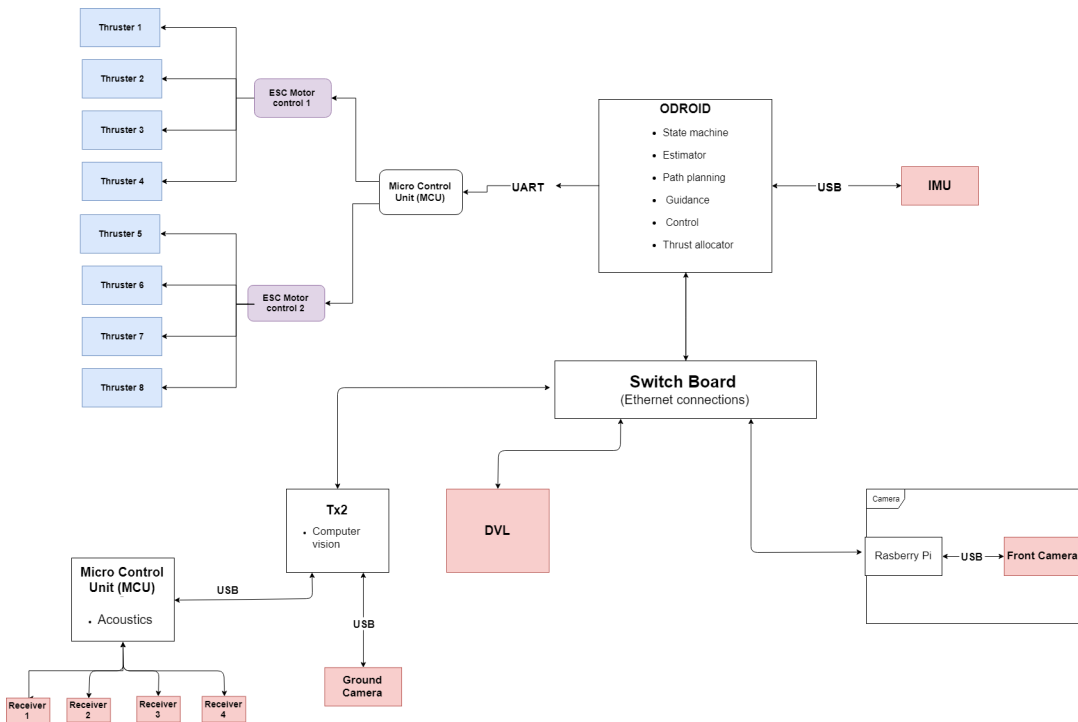 Thruster 1
Thruster 2
Thruster 3
Thruster 4
Thruster 5
Thruster 6
Thruster 7
Thruster 8
ESC Motor
control 1
ESC Motor
control 2
Micro Control
Unit (MCU)
UART
ODROID
• State machine
• Estimator
• Path planning
• Guidance
• Control
• Thrust allocator
USB
IMU
Switch Board
(Ethernet connections)
Tx2
• Computer
vision
DVL
Camera
Rasberry Pi
USB
Front Camera
Micro Control
Unit (MCU)
• Acoustics
USB
USB
Ground
Camera
Receiver
1
Receiver
2
Receiver
3
Receiver
4